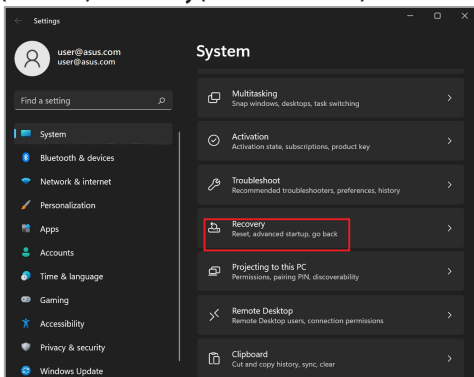 Settings
user@asus.com
user@asus.com
Find a setting
System
Bluetooth & devices
Network & internet
Personalization
Apps
Accounts
Time & language
Gaming
Accessibility
Privacy & security
Windows Update
System
Multitasking
Snap windows, desktops, task switching
Activation
Activation state, subscriptions, product key
Troubleshoot
Recommended troubleshooters, preferences, history
Recovery
Reset, advanced startup, go back
Projecting to this PC
Permissions, pairing PIN, discoverability
Remote Desktop
Remote Desktop users, connection permissions
Clipboard
Cut and copy history, sync, clear